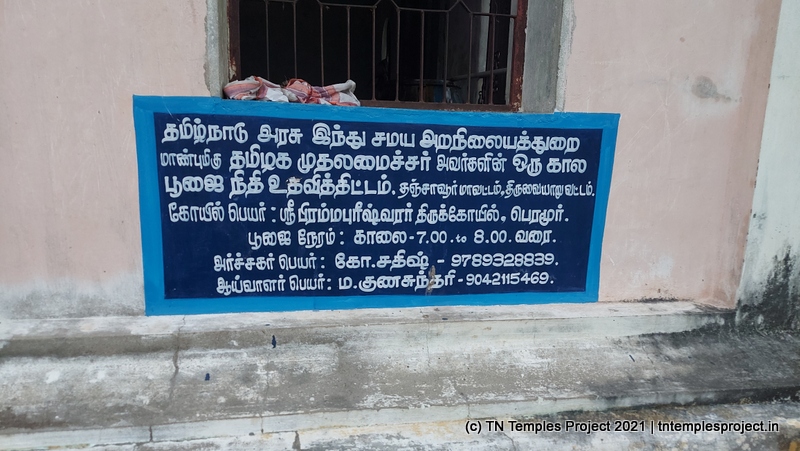 தமிழ்நாடு அரசு இந்து சமய அறநிலையத்துறை
மாண்புமிகு தமிழக முதலமைச்சர் அவர்களின் ஒரு கால
பூஜை நிதி உதவித்திட்டம். தஞ்சாவூர் மாவட்டம், திருவையாறு வட்டம்.
கோயில் பெயர் : ஸ்ரீ பிரம்மபுரீஷ்வரர் திருக்கோயில், பெரமூர்.
பூஜை நேரம் : காலை - 7.00. to 8.00. வரை.
அர்ச்சகர் பெயர் : கோ.சதிஷ் - 9789328839.
ஆய்வாளர் பெயர் : ம.குணசுந்தரி - 9042115469.
(c) TN Temples Project 2021 | tntemplesproject.in